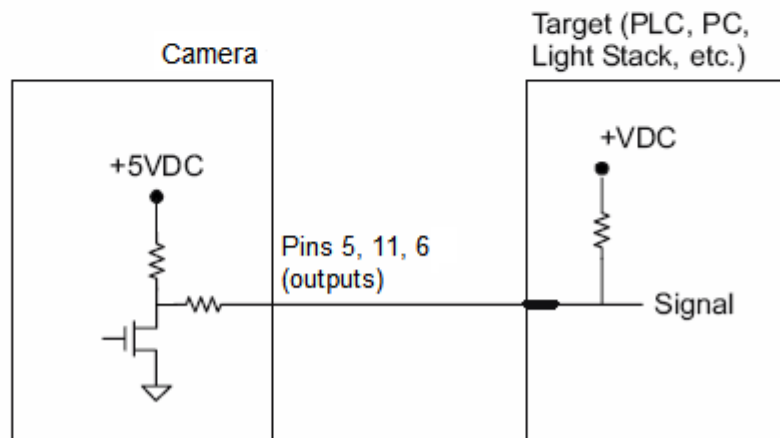 Camera
Target (PLC, PC,
Light Stack, etc.)
+5VDC
+VDC
Pins 5, 11, 6
(outputs)
Signal